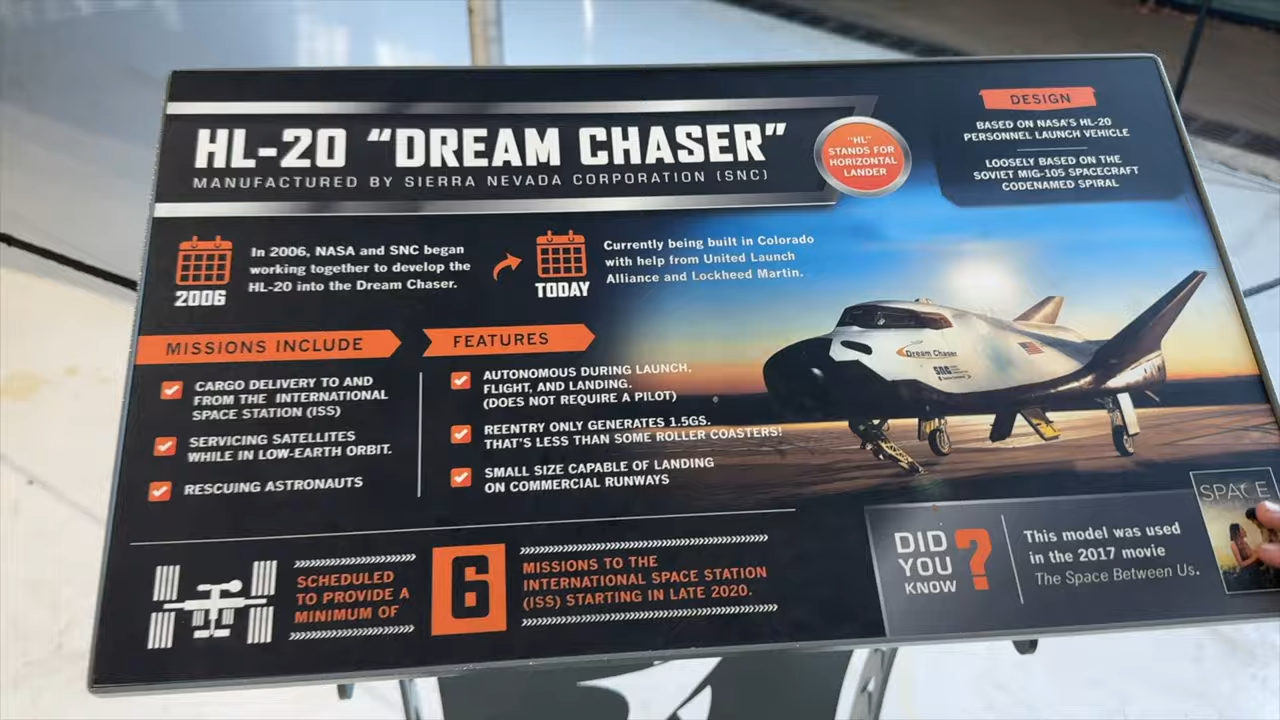 HL-20 "DREAM CHASER"
MANUFACTURED BY SIERRA NEVADA CORPORATION (SNC)
"HL"
STANDS FOR
HORIZONTAL
LANDER
DESIGN
BASED ON NASA'S HL-20
PERSONNEL LAUNCH VEHICLE
LOOSELY BASED ON THE
SOVIET MIG-105 SPACECRAFT
CODENAMED SPIRAL
2006
In 2006, NASA and SNC began
working together to develop the
HL-20 into the Dream Chaser.
TODAY
Currently being built in Colorado
with help from United Launch
Alliance and Lockheed Martin.
MISSIONS INCLUDE
CARGO DELIVERY TO AND
FROM THE INTERNATIONAL
SPACE STATION (ISS)
SERVICING SATELLITES
WHILE IN LOW-EARTH ORBIT.
RESCUING ASTRONAUTS
FEATURES
AUTONOMOUS DURING LAUNCH,
FLIGHT, AND LANDING.
(DOES NOT REQUIRE A PILOT)
REENTRY ONLY GENERATES 1.5GS.
THAT'S LESS THAN SOME ROLLER COASTERS!
SMALL SIZE CAPABLE OF LANDING
ON COMMERCIAL RUNWAYS
Dream Chaser
SNC
SCHEDULED
TO PROVIDE A
MINIMUM OF
6
MISSIONS TO THE
INTERNATIONAL SPACE STATION
(ISS) STARTING IN LATE 2020.
DID
YOU
KNOW
?
This model was used
in the 2017 movie
The Space Between Us.
SPACE